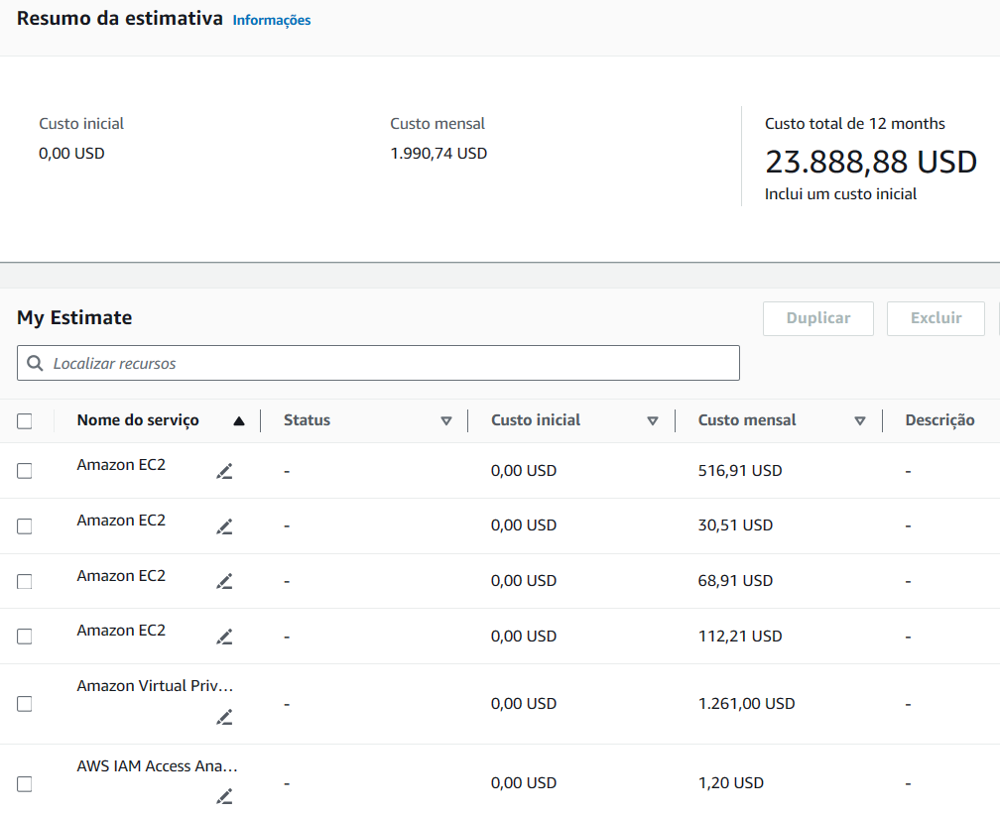 Resumo da estimativa Informações
Custo inicial Custo mensal Custo total de 12 months
0,00 USD 1.990,74 USD 23.888,88 USD
Inclui um custo inicial
My Estimate Duplicar Excluir
Localizar recursos
Nome do serviço Status Custo inicial Custo mensal Descrição
Amazon EC2 - 0,00 USD 516,91 USD -
Amazon EC2 - 0,00 USD 30,51 USD -
Amazon EC2 - 0,00 USD 68,91 USD -
Amazon EC2 - 0,00 USD 112,21 USD -
Amazon Virtual Priv... - 0,00 USD 1.261,00 USD -
AWS IAM Access Ana... - 0,00 USD 1,20 USD -